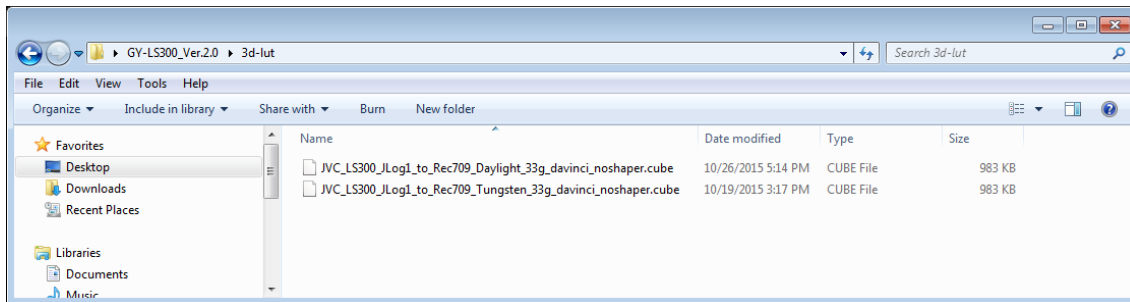 GY-LS300_Ver.2.0 3d-lut Search 3d-lut
File Edit View Tools Help
Organize Include in library Share with Burn New folder
Favorites
Desktop
Downloads
Recent Places
Libraries
Documents
Music
Name Date modified Type Size
JVC_LS300_JLog1_to_Rec709_Daylight_33g_davinci_noshaper.cube 10/26/2015 5:14 PM CUBE File 983 KB
JVC_LS300_JLog1_to_Rec709_Tungsten_33g_davinci_noshaper.cube 10/19/2015 3:17 PM CUBE File 983 KB